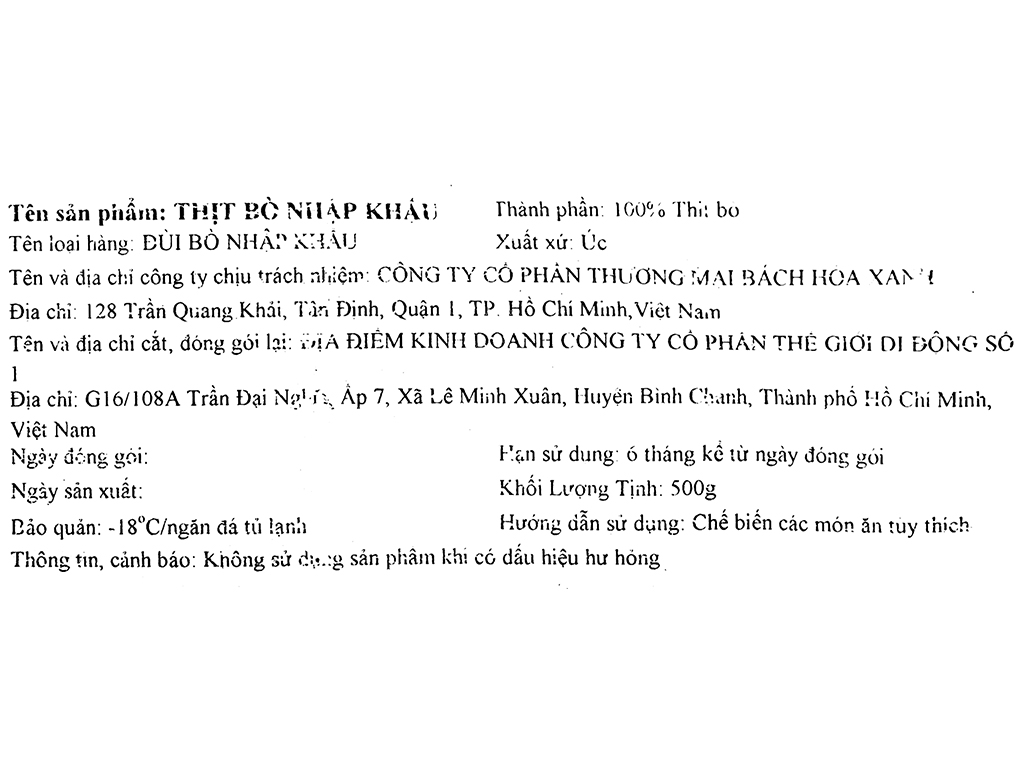 Tên sản phẩm: THỊT BÒ NHẬP KHẨU
Thành phần: 100% Thịt bò
Tên loại hàng: ĐÙI BÒ NHẬP KHẨU
Xuất xứ: Úc
Tên và địa chỉ công ty chịu trách nhiệm: CÔNG TY CỔ PHẦN THƯƠNG MẠI BÁCH HÓA XANH
Địa chỉ: 128 Trần Quang Khải, Tân Định, Quận 1, TP. Hồ Chí Minh,Việt Nam
Tên và địa chỉ cắt, đóng gói lại: ĐỊA ĐIỂM KINH DOANH CÔNG TY CỔ PHẦN THẾ GIỚI DI ĐỘNG SỐ
1
Địa chỉ: G16/108A Trần Đại Nghĩa, Ấp 7, Xã Lê Minh Xuân, Huyện Bình Chánh, Thành phố Hồ Chí Minh,
Việt Nam
Ngày đóng gói:
Hạn sử dụng: 6 tháng kể từ ngày đóng gói
Ngày sản xuất:
Khối Lượng Tịnh: 500g
Bảo quản: -18°C/ngăn đá tủ lạnh
Hướng dẫn sử dụng: Chế biến các món ăn tùy thích
Thông tin, cảnh báo: Không sử dụng sản phẩm khi có dấu hiệu hư hỏng